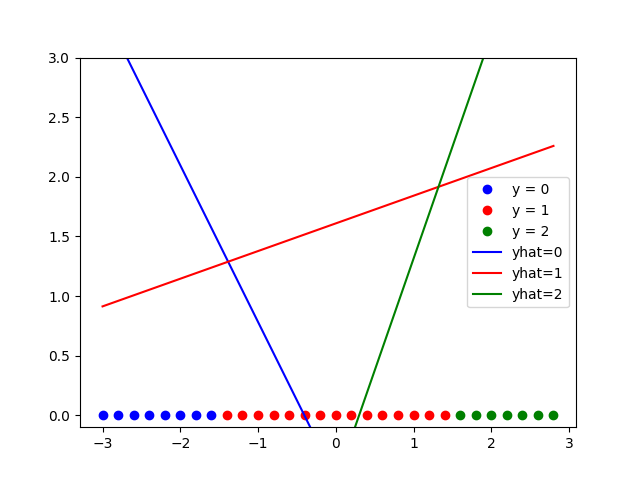 3.0
2.5
2.0
1.5
1.0
0.5
0.0
y = 0
y = 1
y = 2
yhat=0
yhat=1
yhat=2
−3
−2
−1
0
1
2
3